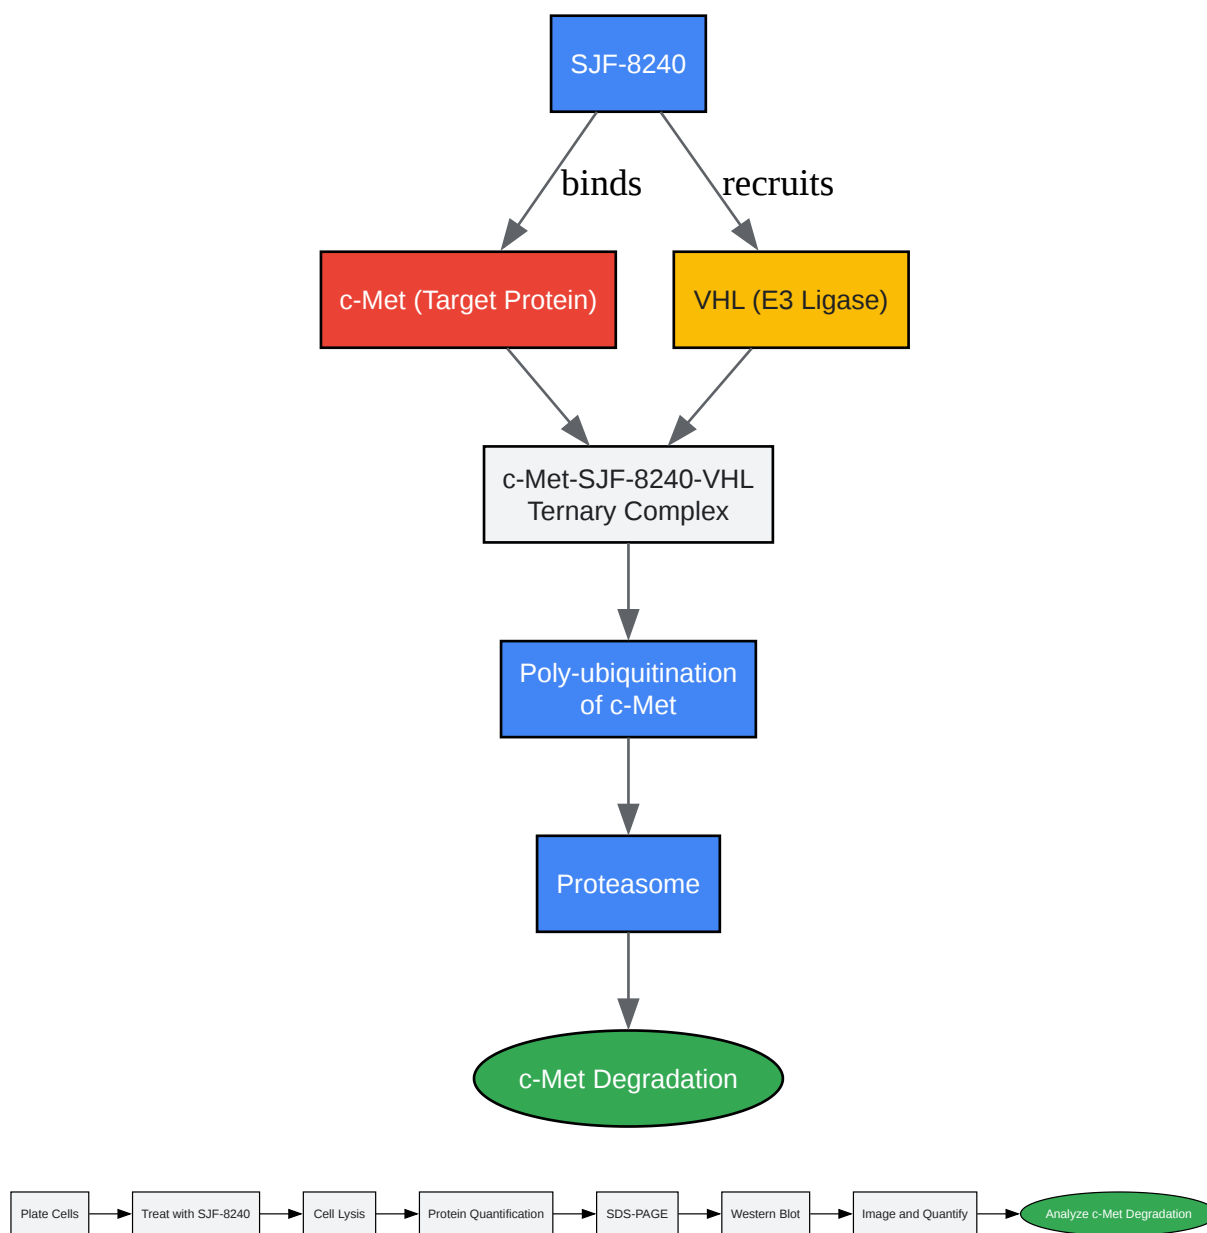 SJF-8240
binds
recruits
c-Met (Target Protein)
VHL (E3 Ligase)
c-Met-SJF-8240-VHL
Ternary Complex
Poly-ubiquitination
of c-Met
Proteasome
c-Met Degradation
Plate Cells
Treat with SJF-8240
Cell Lysis
Protein Quantification
SDS-PAGE
Western Blot
Image and Quantify
Analyze c-Met Degradation